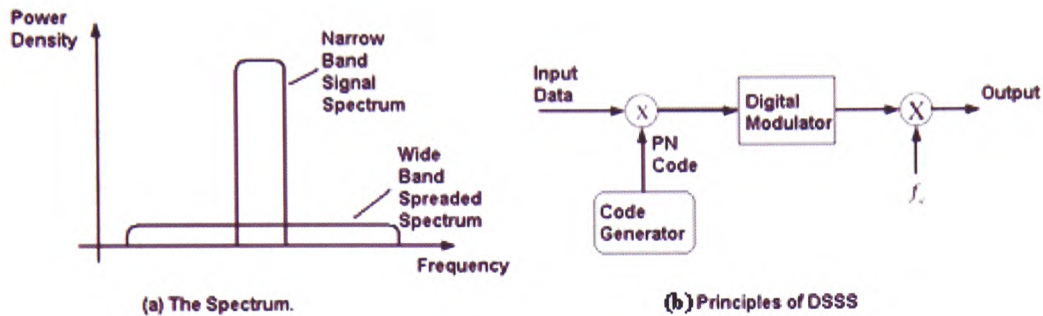 Power
Density
Narrow
Band
Signal
Spectrum
Wide
Band
Spreaded
Spectrum
Frequency
(a) The Spectrum.
Input
Data
X
PN
Code
Code
Generator
Digital
Modulator
X
Output
(b) Principles of DSSS